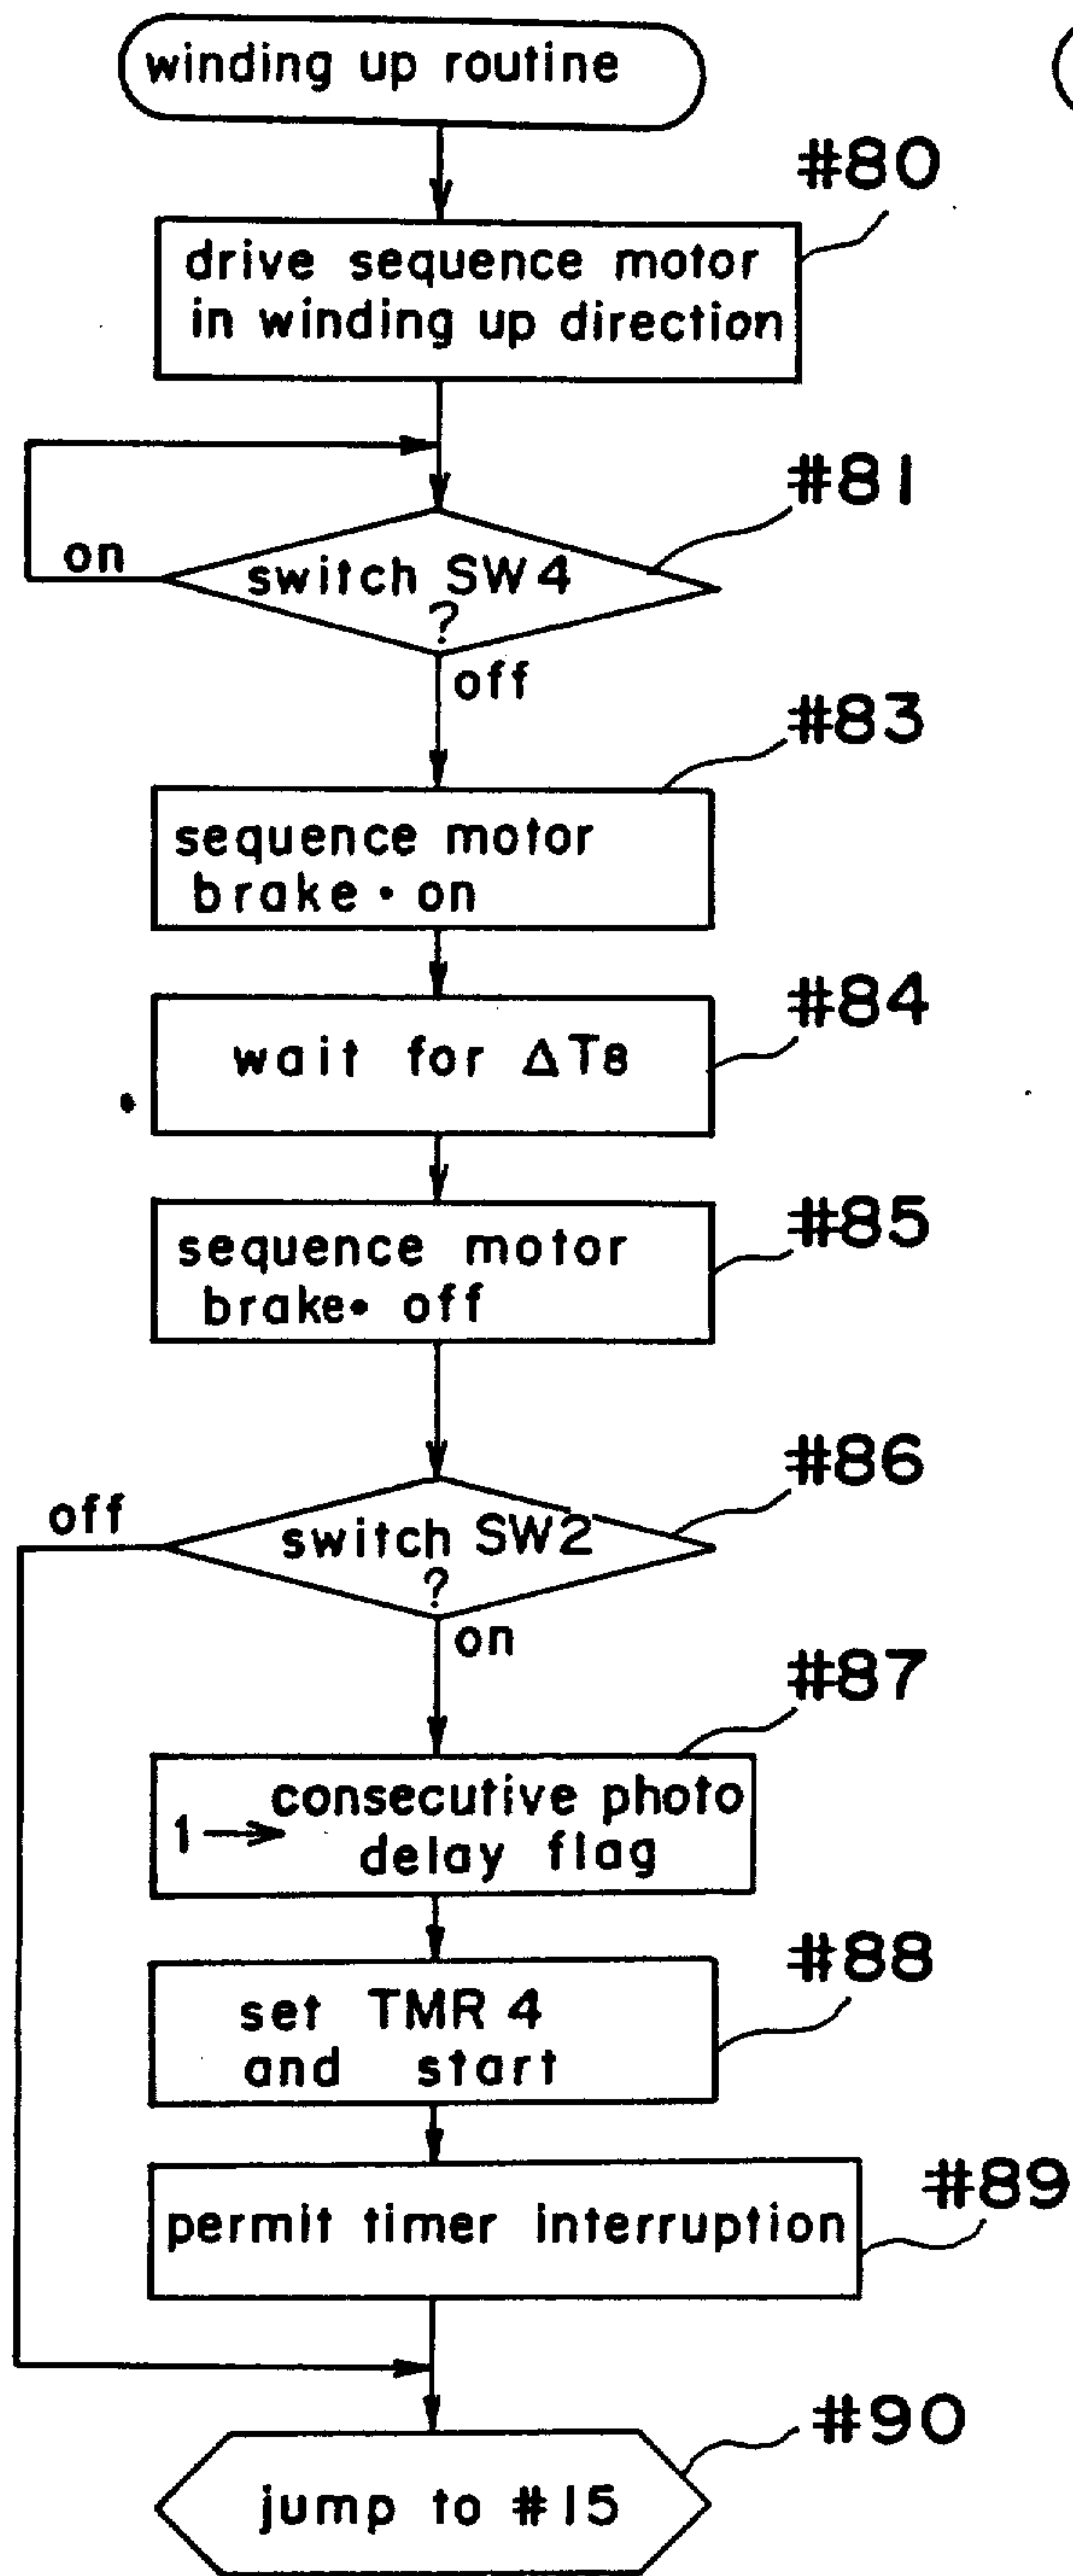 winding up routine
#80
drive sequence motor
in winding up direction
#81
on
switch SW4
?
off
#83
sequence motor
brake • on
#84
wait for ΔT8
#85
sequence motor
brake • off
#86
off
switch SW2
?
on
#87
1→ consecutive photo
delay flag
#88
set TMR 4
and start
#89
permit timer interruption
#90
jump to #15